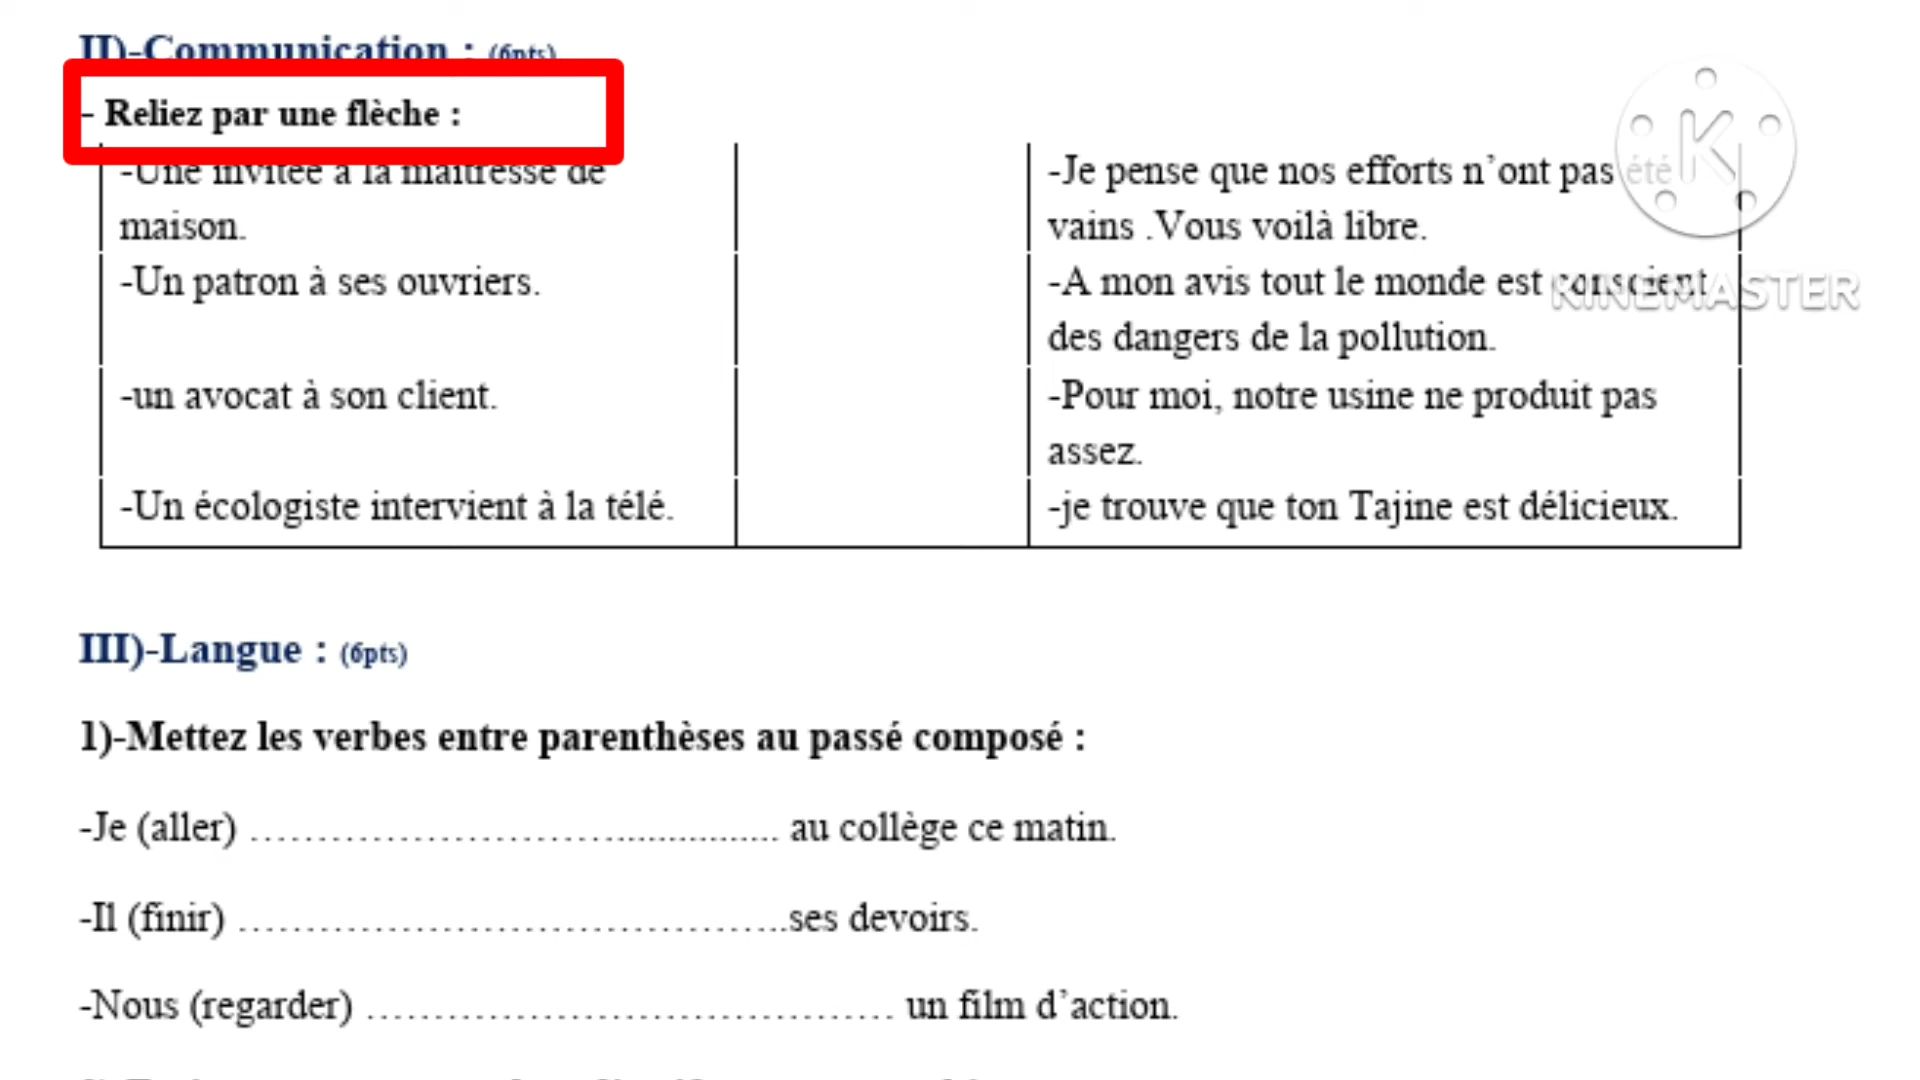 II)-Communication : (6pts)
- Reliez par une flèche :
-Une invitée à la maîtresse de
maison.
-Je pense que nos efforts n’ont pas été
vains .Vous voilà libre.
-Un patron à ses ouvriers.
-A mon avis tout le monde est conscient
des dangers de la pollution.
-un avocat à son client.
-Pour moi, notre usine ne produit pas
assez.
-Un écologiste intervient à la télé.
-je trouve que ton Tajine est délicieux.
K
KINEMASTER
III)-Langue : (6pts)
1)-Mettez les verbes entre parenthèses au passé composé :
-Je (aller) ……………………………............... au collège ce matin.
-Il (finir) …………………………………………..ses devoirs.
-Nous (regarder) ………………………………………… un film d’action.